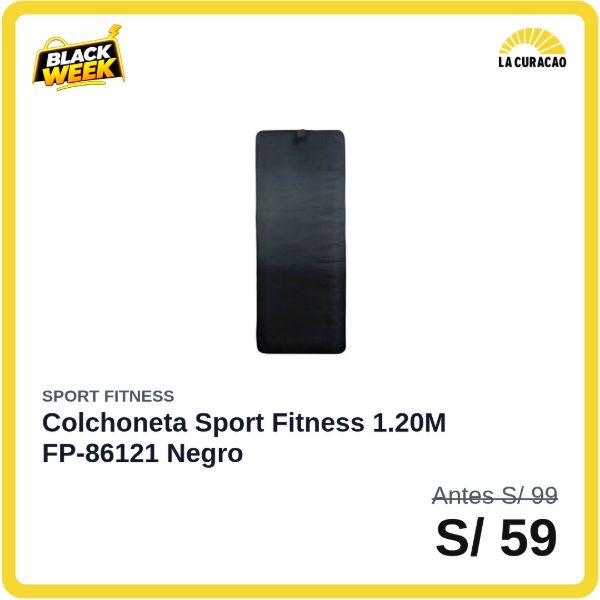 BLACK
WEEK
LA CURACAO
SPORT FITNESS
Colchoneta Sport Fitness 1.20M
FP-86121 Negro
Antes S/ 99
S/ 59